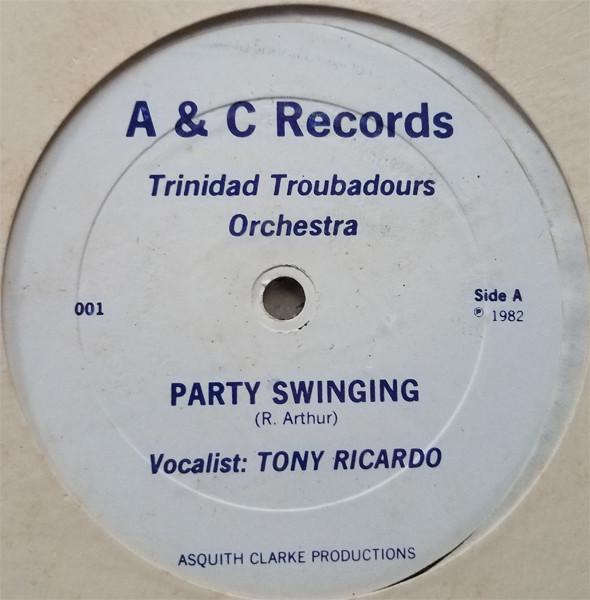 A & C Records
Trinidad Troubadours
Orchestra
001
Side A
℗ 1982
PARTY SWINGING
(R. Arthur)
Vocalist: TONY RICARDO
ASQUITH CLARKE PRODUCTIONS